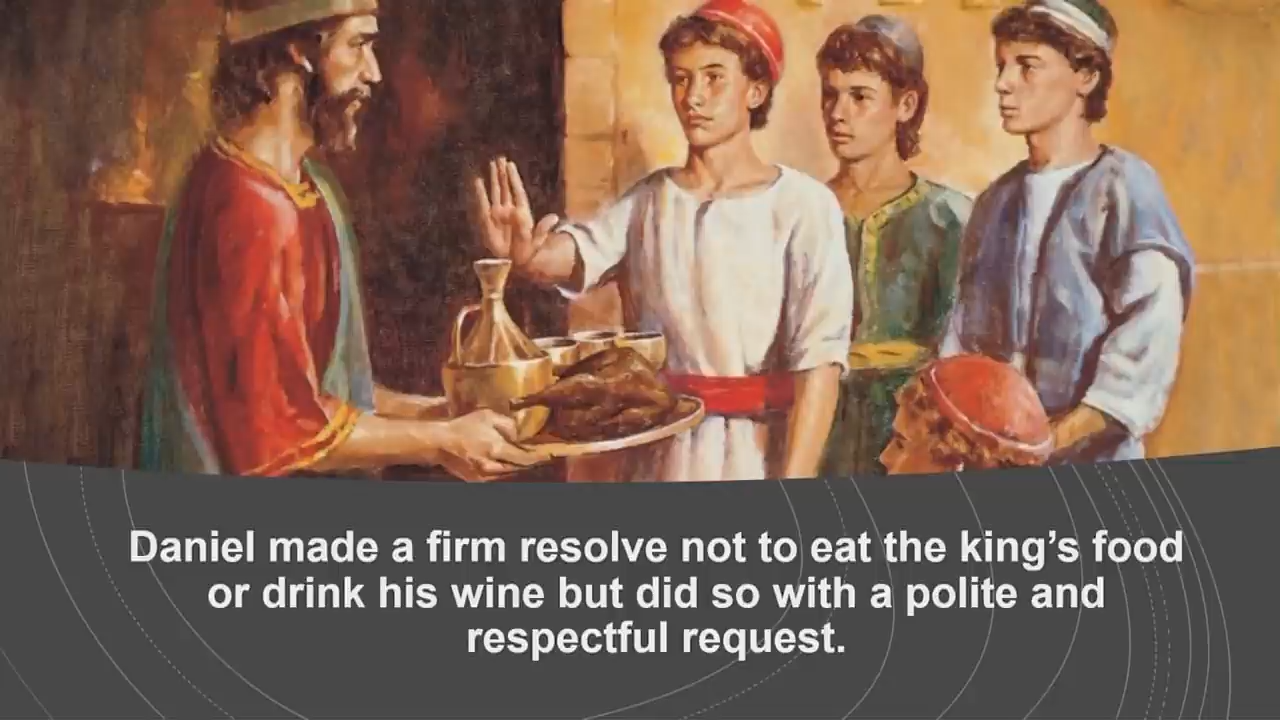 Daniel made a firm resolve not to eat the king’s food
or drink his wine but did so with a polite and
respectful request.